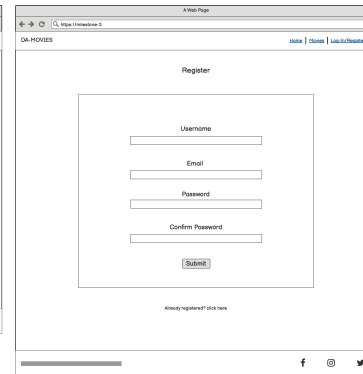 A Web Page
https://milestone-3
DA-MOVIES
Home | Movies | Log-In/Register
Register
Username
Email
Password
Confirm Password
Submit
Already registered? click here